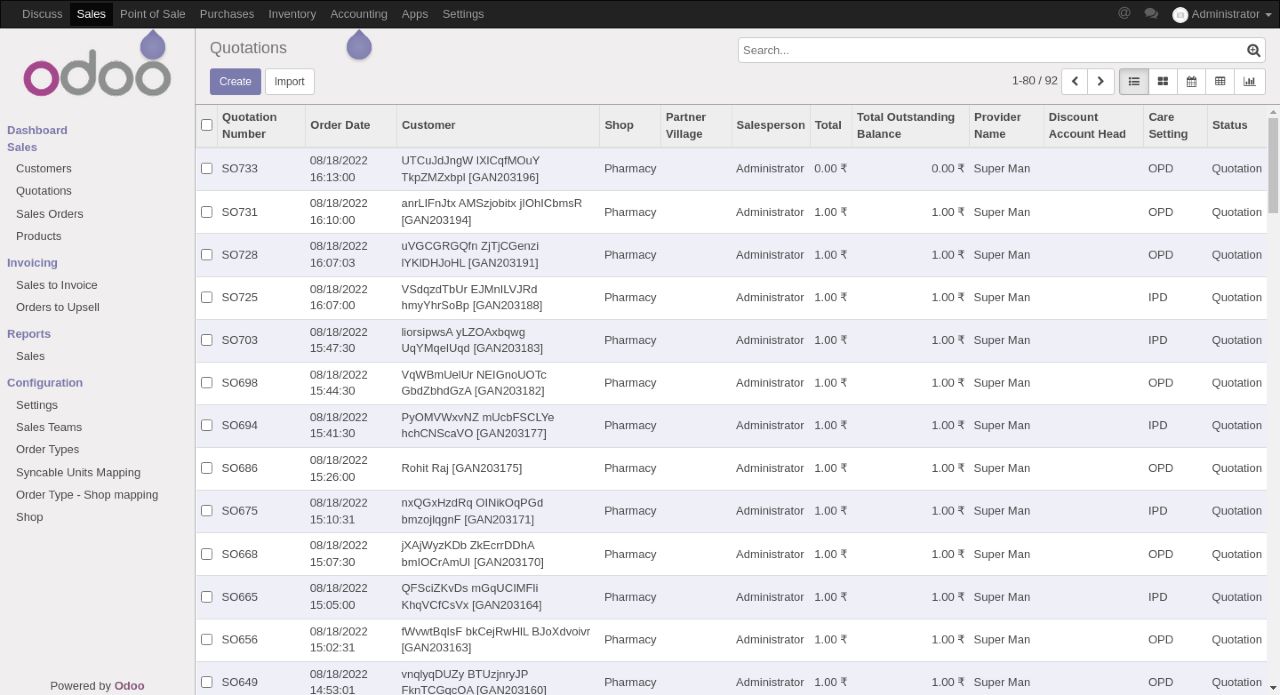 Discuss Sales Point of Sale Purchases Inventory Accounting Apps Settings @ Administrator
odoo
Dashboard
Sales
Customers
Quotations
Sales Orders
Products
Invoicing
Sales to Invoice
Orders to Upsell
Reports
Sales
Configuration
Settings
Sales Teams
Order Types
Syncable Units Mapping
Order Type - Shop mapping
Shop
Powered by Odoo
Quotations
Search...
Create Import
1-80 / 92
Quotation Number Order Date Customer Shop Partner Village Salesperson Total Total Outstanding Balance Provider Name Discount Account Head Care Setting Status
SO733 08/18/2022 16:13:00 UTCuJdJngW lXlCqfMOuY TkpZMZxbpl [GAN203196] Pharmacy Administrator 0.00 ₹ 0.00 ₹ Super Man OPD Quotation
SO731 08/18/2022 16:10:00 anrLlFnJtx AMSzjobitx jlOhlCbmsR [GAN203194] Pharmacy Administrator 1.00 ₹ 1.00 ₹ Super Man OPD Quotation
SO728 08/18/2022 16:07:03 uVGCGRGQfn ZjTjCGenzi lYKlDHJoHL [GAN203191] Pharmacy Administrator 1.00 ₹ 1.00 ₹ Super Man OPD Quotation
SO725 08/18/2022 16:07:00 VSdqzdTbUr EJMnlLVJRd hmyYhrSoBp [GAN203188] Pharmacy Administrator 1.00 ₹ 1.00 ₹ Super Man IPD Quotation
SO703 08/18/2022 15:47:30 liorsipwsA yLZOAxbqwg UqYMqelUqd [GAN203183] Pharmacy Administrator 1.00 ₹ 1.00 ₹ Super Man IPD Quotation
SO698 08/18/2022 15:44:30 VqWBmUelUr NEIGnoUOTc GbdZbhdGzA [GAN203182] Pharmacy Administrator 1.00 ₹ 1.00 ₹ Super Man OPD Quotation
SO694 08/18/2022 15:41:30 PyOMVWxvNZ mUcbFSCLYe hchCNScaVO [GAN203177] Pharmacy Administrator 1.00 ₹ 1.00 ₹ Super Man IPD Quotation
SO686 08/18/2022 15:26:00 Rohit Raj [GAN203175] Pharmacy Administrator 1.00 ₹ 1.00 ₹ Super Man OPD Quotation
SO675 08/18/2022 15:10:31 nxQGxHzdRq OlNikOqPGd bmzojlqgnF [GAN203171] Pharmacy Administrator 1.00 ₹ 1.00 ₹ Super Man IPD Quotation
SO668 08/18/2022 15:07:30 jXAjWyzKDb ZkEcrrDDhA bmIOCrAmUI [GAN203170] Pharmacy Administrator 1.00 ₹ 1.00 ₹ Super Man OPD Quotation
SO665 08/18/2022 15:05:00 QFSciZKvDs mGqUClMFli KhqVCfCsVx [GAN203164] Pharmacy Administrator 1.00 ₹ 1.00 ₹ Super Man IPD Quotation
SO656 08/18/2022 15:02:31 fWvwtBqlsF bkCejRwHlL BJoXdvoivr [GAN203163] Pharmacy Administrator 1.00 ₹ 1.00 ₹ Super Man OPD Quotation
SO649 08/18/2022 14:53:01 vnqlyqDUZy BTUzjnryJP FknTCGqcOA [GAN203160] Pharmacy Administrator 1.00 ₹ 1.00 ₹ Super Man OPD Quotation